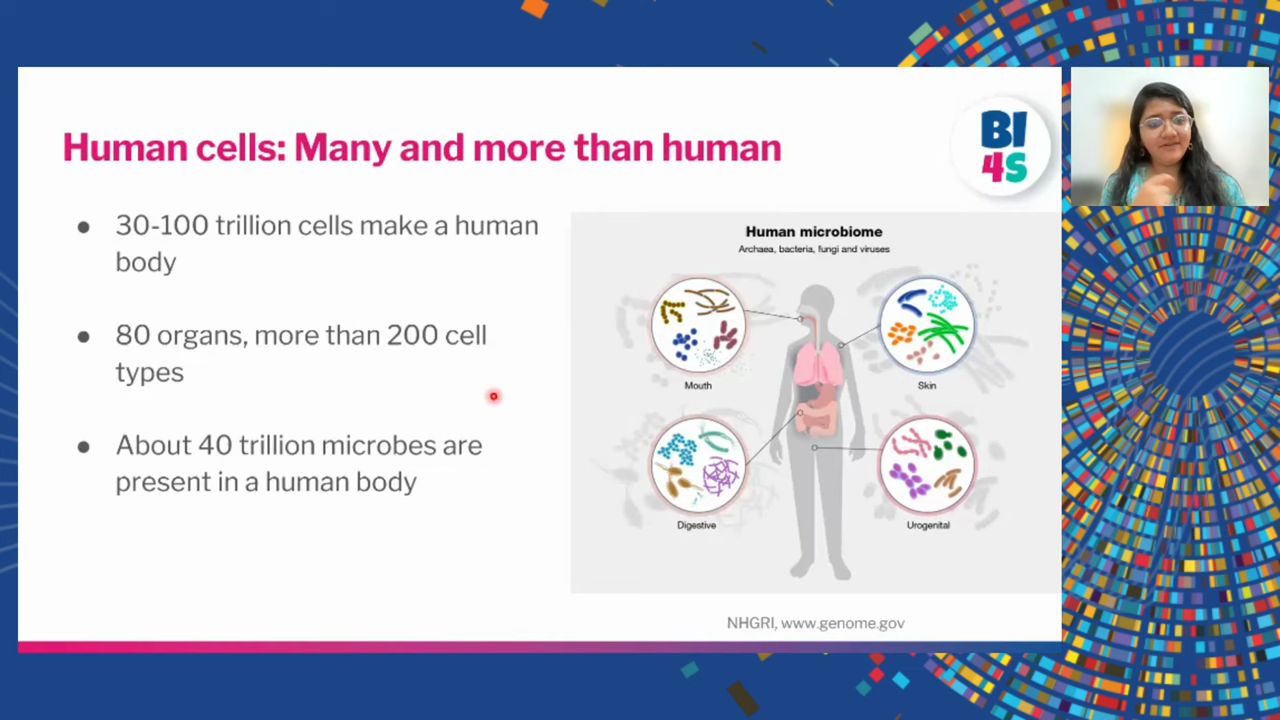 Human cells: Many and more than human
BI
4S
● 30-100 trillion cells make a human
body
● 80 organs, more than 200 cell
types
● About 40 trillion microbes are
present in a human body
Human microbiome
Archaea, bacteria, fungi and viruses
Mouth
Skin
Digestive
Urogenital
NHGRI, www.genome.gov